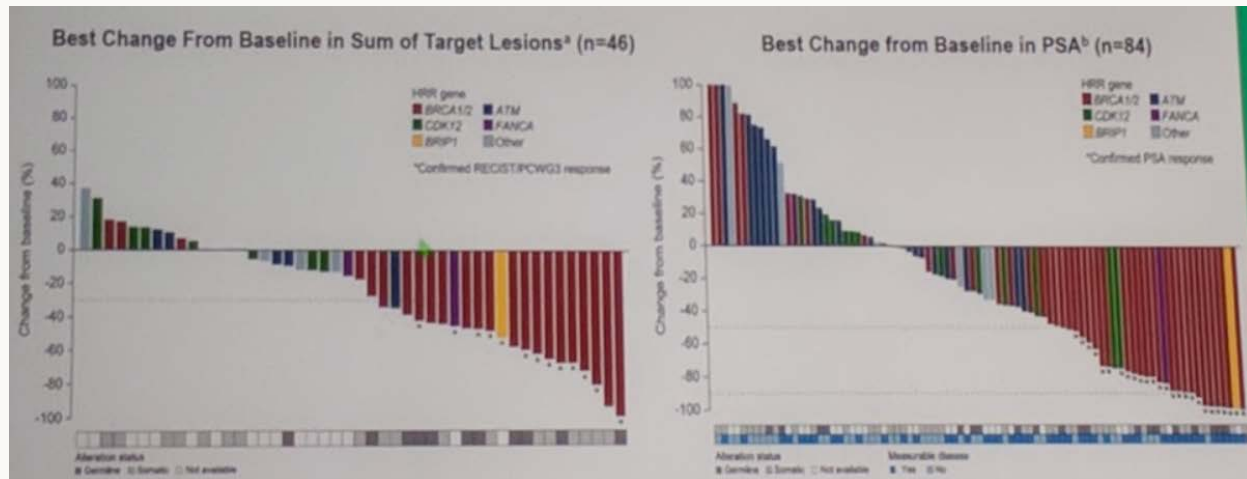 Best Change From Baseline in Sum of Target Lesionsᵃ (n=46)
100
80
60
40
20
0
-20
-40
-60
-80
-100
Change from baseline (%)
HRR gene
BRCA1/2 ATM
CDK12 FANCA
BRIP1 Other
*Confirmed RECIST/PCWG3 response
Alteration status
Germline Somatic Not available
Best Change from Baseline in PSAᵇ (n=84)
100
80
60
40
20
0
-20
-40
-60
-80
-100
Change from baseline (%)
HRR gene
BRCA1/2 ATM
CDK12 FANCA
BRIP1 Other
*Confirmed PSA response
Alteration status Measurable disease
Germline Somatic Not available Yes No